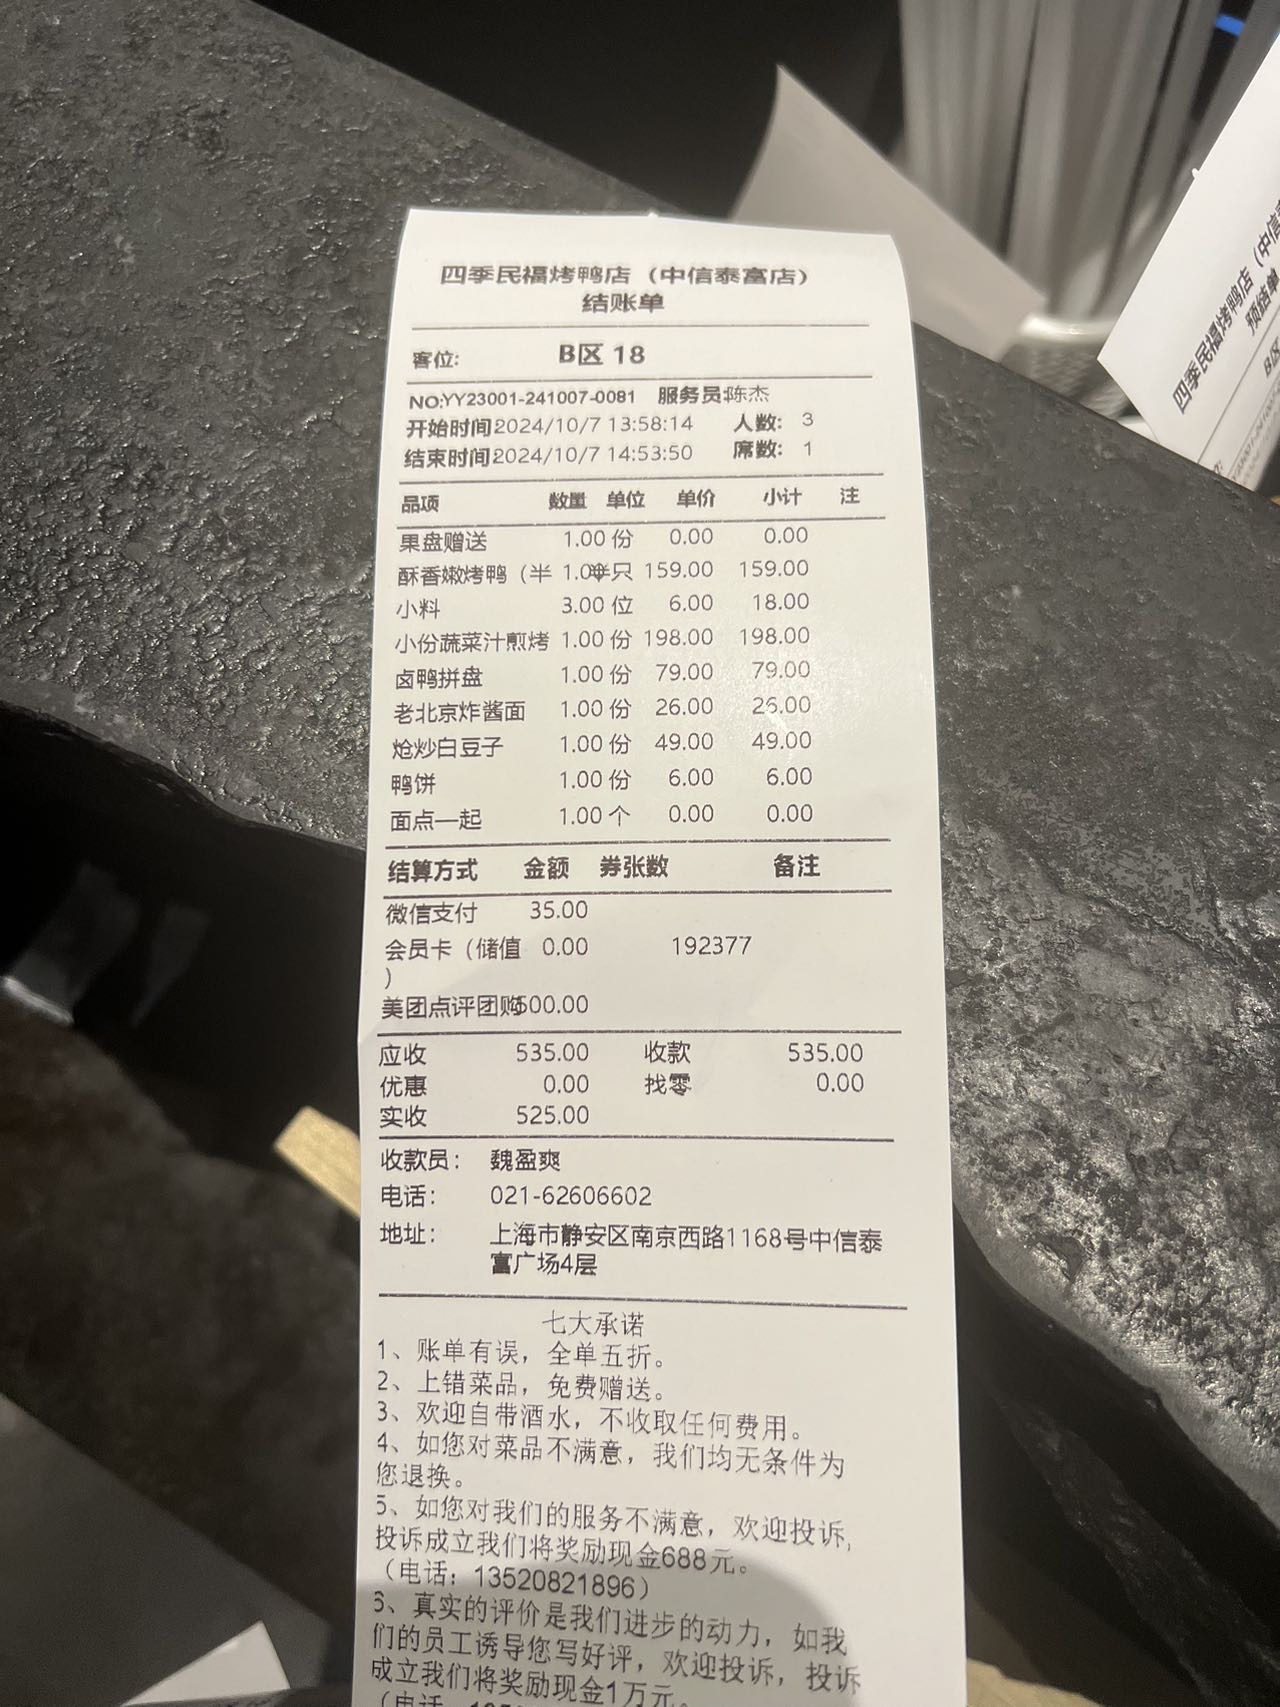 四季民福烤鸭店（中信泰富店）
结账单
客位: B区 18
NO:YY23001-241007-0081 服务员:陈杰
开始时间2024/10/7 13:58:14 人数: 3
结束时间2024/10/7 14:53:50 席数: 1
品项 数量 单位 单价 小计 注
果盘赠送 1.00 份 0.00 0.00
酥香嫩烤鸭（半 1.00半只 159.00 159.00
小料 3.00 位 6.00 18.00
小份蔬菜汁煎烤 1.00 份 198.00 198.00
卤鸭拼盘 1.00 份 79.00 79.00
老北京炸酱面 1.00 份 26.00 26.00
炝炒白豆子 1.00 份 49.00 49.00
鸭饼 1.00 份 6.00 6.00
面点一起 1.00 个 0.00 0.00
结算方式 金额 券张数 备注
微信支付 35.00
会员卡（储值 0.00 192377
）
美团点评团购500.00
应收 535.00 收款 535.00
优惠 0.00 找零 0.00
实收 525.00
收款员： 魏盈爽
电话： 021-62606602
地址： 上海市静安区南京西路1168号中信泰
富广场4层
七大承诺
1、账单有误，全单五折。
2、上错菜品，免费赠送。
3、欢迎自带酒水，不收取任何费用。
4、如您对菜品不满意，我们均无条件为
您退换。
5、如您对我们的服务不满意，欢迎投诉,
投诉成立我们将奖励现金688元。
（电话：13520821896）
6、真实的评价是我们进步的动力，如我
们的员工诱导您写好评，欢迎投诉，投诉
成立我们将奖励现金1万元。
（电话
四季民福烤鸭店（中信
预结单
B区